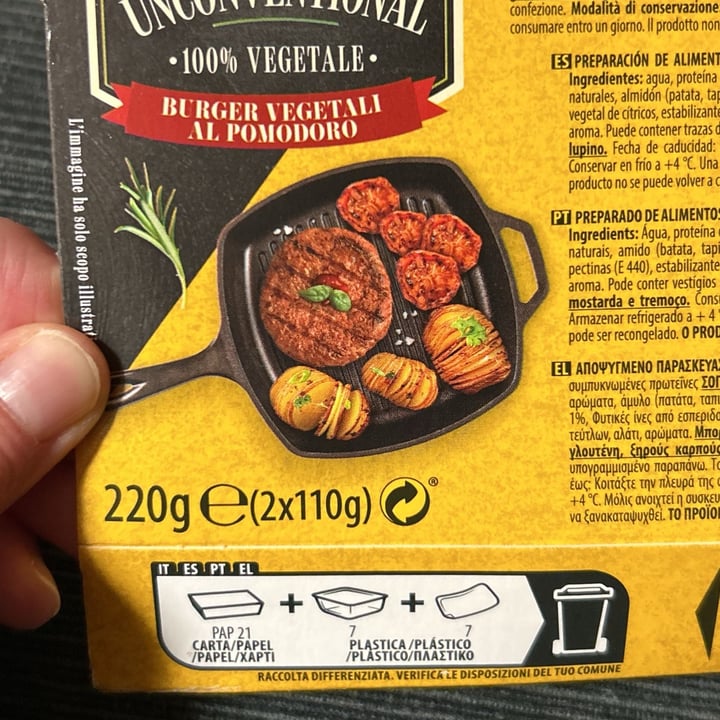 UNCONVENTIONAL
•100% VEGETALE•
BURGER VEGETALI
AL POMODORO
L'immagine ha solo scopo illustra
220g e (2x110g) ®
IT ES PT EL
PAP 21
CARTA/PAPEL
/PAPEL/ΧΑΡΤΙ
+
7
+
7
PLASTICA/PLÁSTICO
/PLÁSTICO/ΠΛΑΣΤΙΚΟ
RACCOLTA DIFFERENZIATA. VERIFICA LE DISPOSIZIONI DEL TUO COMUNE
confezione. Modalità di conservazione
consumare entro un giorno. Il prodotto non
ES PREPARACIÓN DE ALIMENT
Ingredientes: agua, proteína
naturales, almidón (patata, tap
vegetal de cítricos, estabilizante
aroma. Puede contener trazas d
lupino. Fecha de caducidad:
Conservar en frío a +4 °C. Una
producto no se puede volver a c
PT PREPARADO DE ALIMENTOS
Ingredients: Água, proteína
naturais, amido (batata, tapi
pectinas (E 440), estabilizante
aroma. Pode conter vestígios
mostarda e tremoço. Cons
Armazenar refrigerado a + 4 °
pode ser recongelado. O PROD
EL ΑΠΟΨΥΓΜΕΝΟ ΠΑΡΑΣΚΕΥΑΣ
συμπυκνωμένες πρωτεΐνες ΣΟΓ
αρώματα, άμυλο (πατάτα, ταπι
1%, Φυτικές ίνες από εσπεριδο
τεύτλων, αλάτι, αρώματα. Μπορ
γλουτένη, ξηρούς καρπούς
υπογραμμισμένο παραπάνω. Το
έως: Κοιτάξτε την πλευρά της σ
+4 °C. Μόλις ανοιχτεί η συσκευ
να ξανακαταψυχθεί. ΤΟ ΠΡΟΪΟΝ